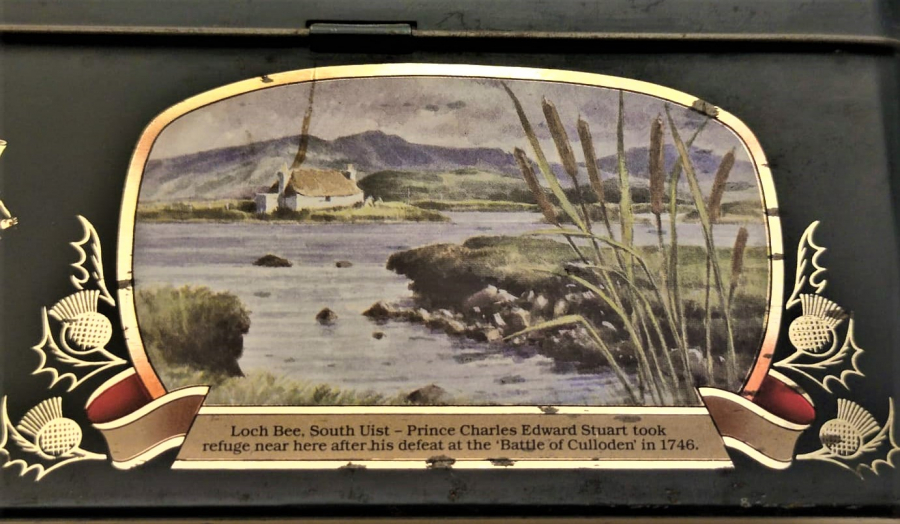 Loch Bee, South Uist – Prince Charles Edward Stuart took
refuge near here after his defeat at the ‘Battle of Culloden’ in 1746.